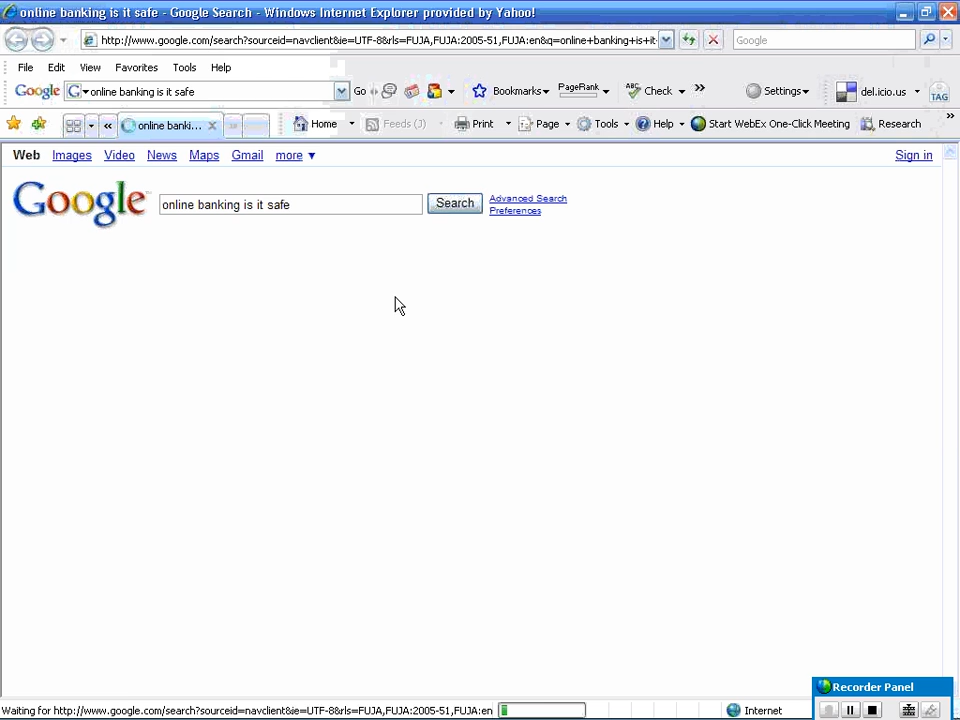 online banking is it safe - Google Search - Windows Internet Explorer provided by Yahoo!
http://www.google.com/search?sourceid=navclient&ie=UTF-8&rls=FUJA,FUJA:2005-51,FUJA:en&q=online+banking+is+it- Google
File Edit View Favorites Tools Help
Google G online banking is it safe Go Bookmarks PageRank ABC Check » Settings del.icio.us TAG
« online banki... Home Feeds (J) Print Page Tools Help Start WebEx One-Click Meeting Research »
Web Images Video News Maps Gmail more ▼ Sign in
Google online banking is it safe Search Advanced Search
Preferences
Recorder Panel
Waiting for http://www.google.com/search?sourceid=navclient&ie=UTF-8&rls=FUJA,FUJA:2005-51,FUJA:en Internet